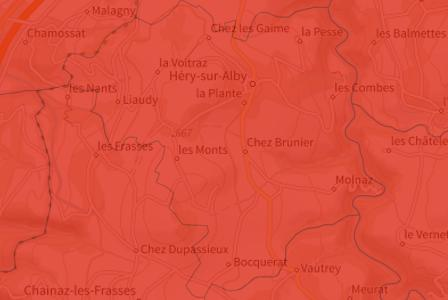 Malagny
Chez les Gaime
Chamossat
la Pesse
les Balmettes
la Voitraz
Héry-sur-Alby
les Nants
Liaudy
la Plante
les Combes
667
les Frasses
les Monts
Chez Brunier
les Châtele
Molnaz
les Vernet
Chez Dupassieux
Bocquerat
Vautrey
Chainaz-les-Frasses
Meurat